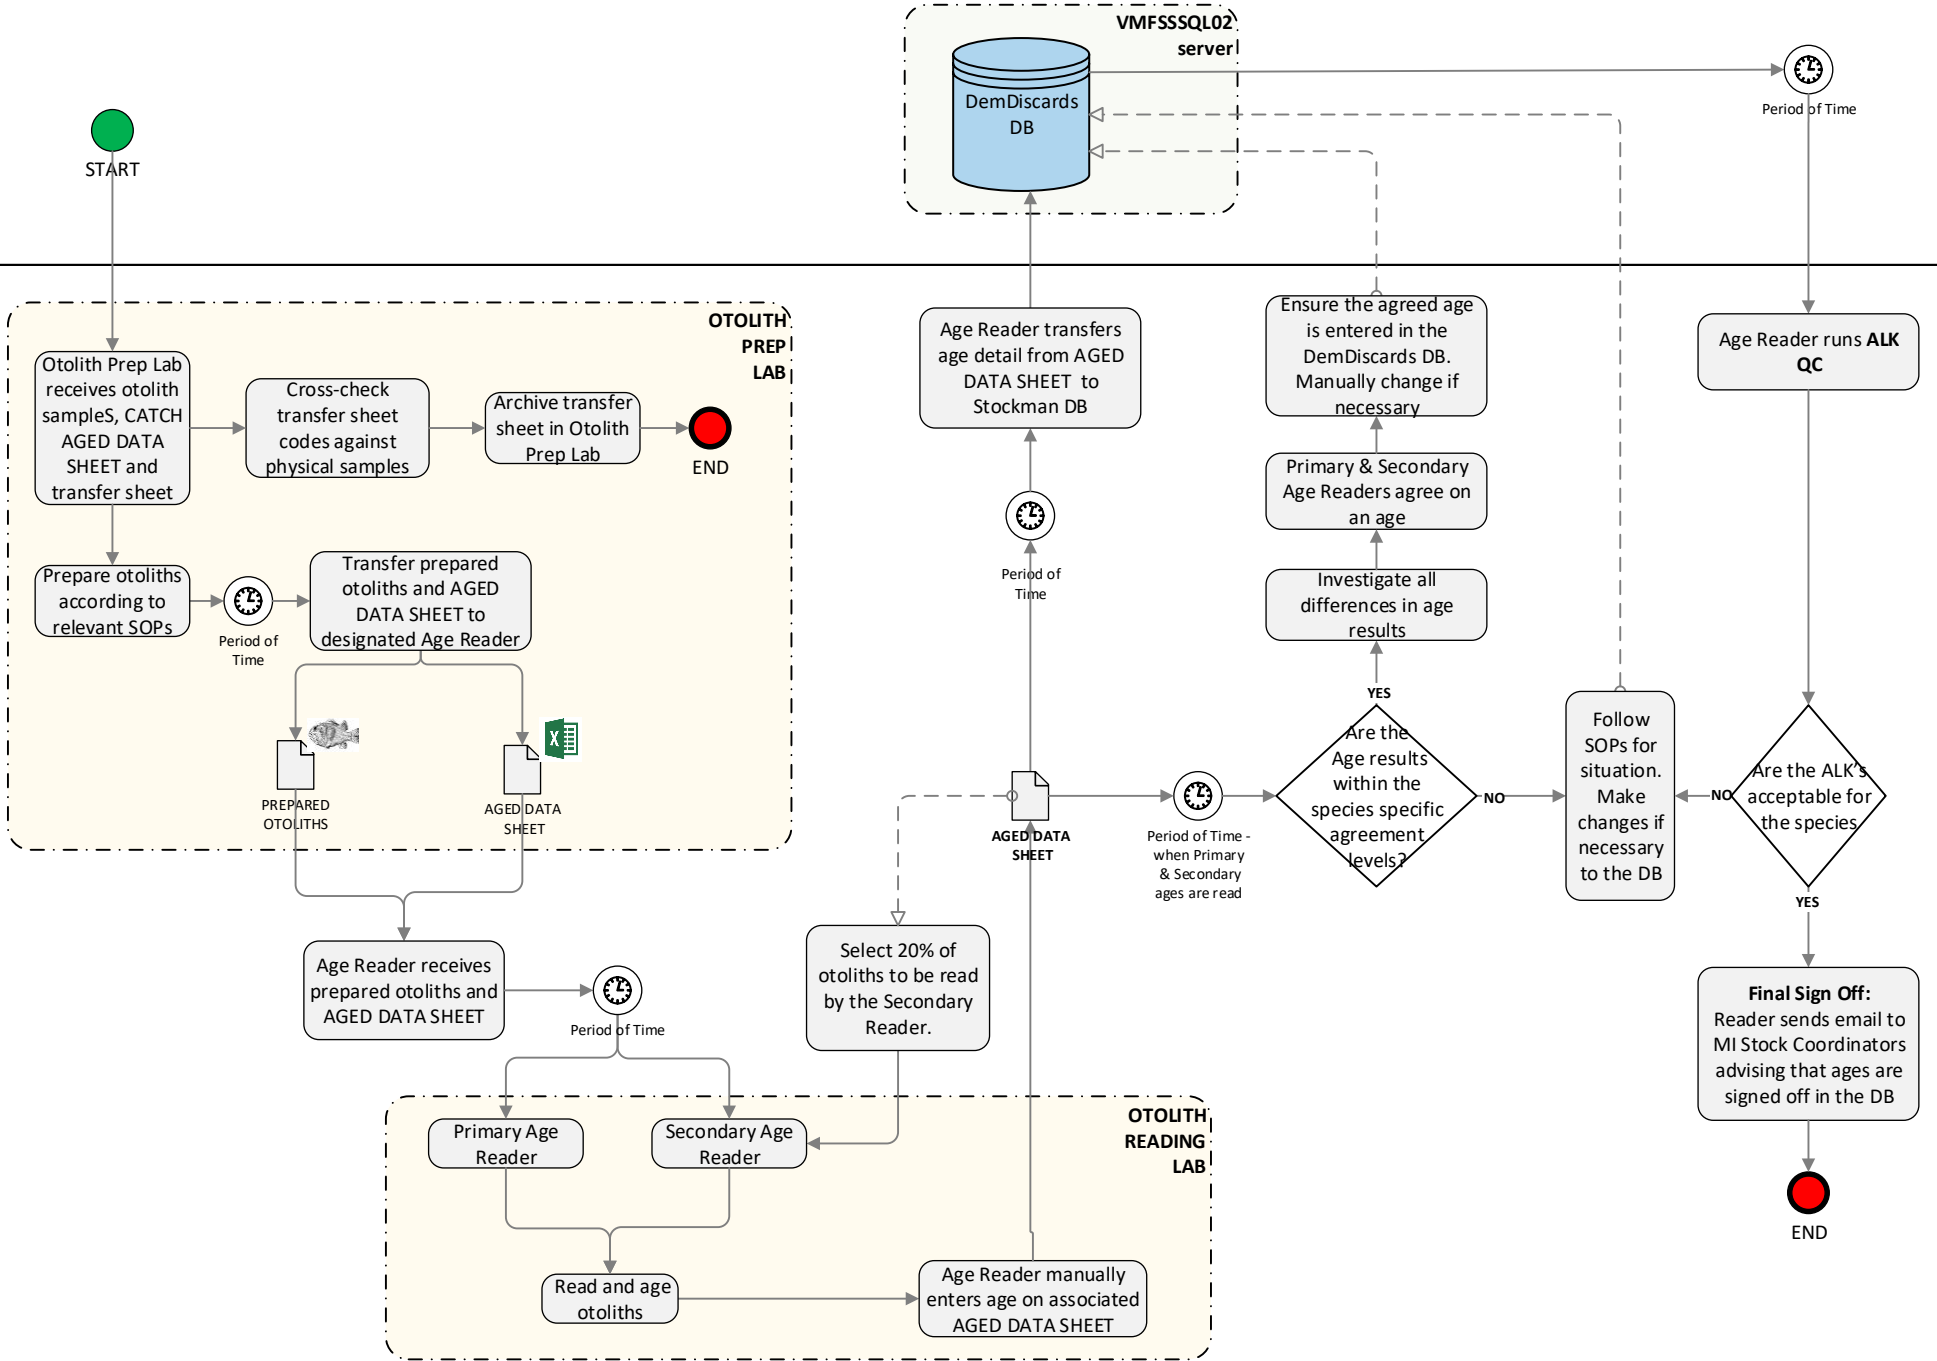 VMFSSSQL02
server
DemDiscards
DB
Period of Time
START
OTOLITH
PREP
LAB
Otolith Prep Lab
receives otolith
sampleS, CATCH
AGED DATA
SHEET and
transfer sheet
Cross-check
transfer sheet
codes against
physical samples
Archive transfer
sheet in Otolith
Prep Lab
END
Prepare otoliths
according to
relevant SOPs
Period of
Time
Transfer prepared
otoliths and AGED
DATA SHEET to
designated Age Reader
PREPARED
OTOLITHS
X
AGED DATA
SHEET
Age Reader receives
prepared otoliths and
AGED DATA SHEET
Period of Time
OTOLITH
READING
LAB
Primary Age
Reader
Secondary Age
Reader
Read and age
otoliths
Age Reader manually
enters age on associated
AGED DATA SHEET
Select 20% of
otoliths to be read
by the Secondary
Reader.
AGED DATA
SHEET
Period of
Time
Age Reader transfers
age detail from AGED
DATA SHEET to
Stockman DB
Period of Time -
when Primary
& Secondary
ages are read
Are the
Age results
within the
species specific
agreement
levels?
YES
NO
Investigate all
differences in age
results
Primary & Secondary
Age Readers agree on
an age
Ensure the agreed age
is entered in the
DemDiscards DB.
Manually change if
necessary
Follow
SOPs for
situation.
Make
changes if
necessary
to the DB
Age Reader runs ALK
QC
Are the ALK's
acceptable for
the species
NO
YES
Final Sign Off:
Reader sends email to
MI Stock Coordinators
advising that ages are
signed off in the DB
END